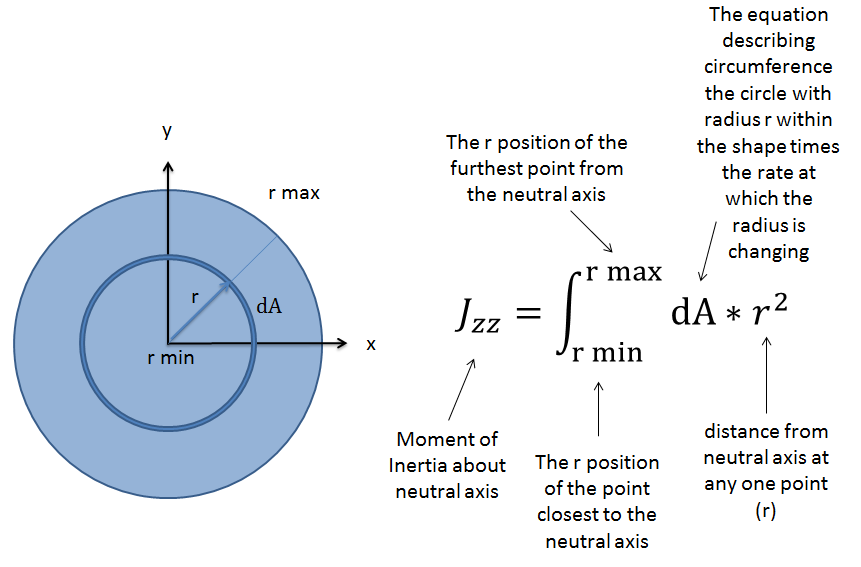 y
r max
r
dA
x
r min
The r position of the
furthest point from
the neutral axis
The equation
describing
circumference
the circle with
radius r within
the shape times
the rate at
which the
radius is
changing
J_zz = ∫ r max r min dA * r²
Moment of
Inertia about
neutral axis
The r position
of the point
closest to the
neutral axis
distance from
neutral axis at
any one point
(r)